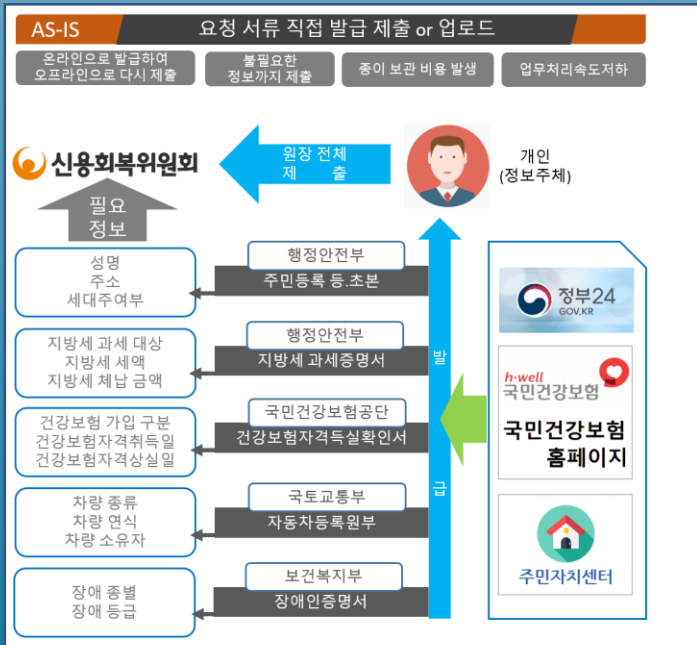 AS-IS
요청 서류 직접 발급 제출 or 업로드
온라인으로 발급하여
오프라인으로 다시 제출
불필요한
정보까지 제출
종이 보관 비용 발생
업무처리속도저하
신용회복위원회
원장 전체
제 출
개인
(정보주체)
필요
정보
성명
주소
세대주여부
행정안전부
주민등록 등.초본
지방세 과세 대상
지방세 세액
지방세 체납 금액
행정안전부
지방세 과세증명서
건강보험 가입 구분
건강보험자격취득일
건강보험자격상실일
국민건강보험공단
건강보험자격득실확인서
차량 종류
차량 연식
차량 소유자
국토교통부
자동차등록원부
장애 종별
장애 등급
보건복지부
장애인증명서
발
급
정부24
GOV.KR
h·well
국민건강보험
국민건강보험
홈페이지
주민자치센터